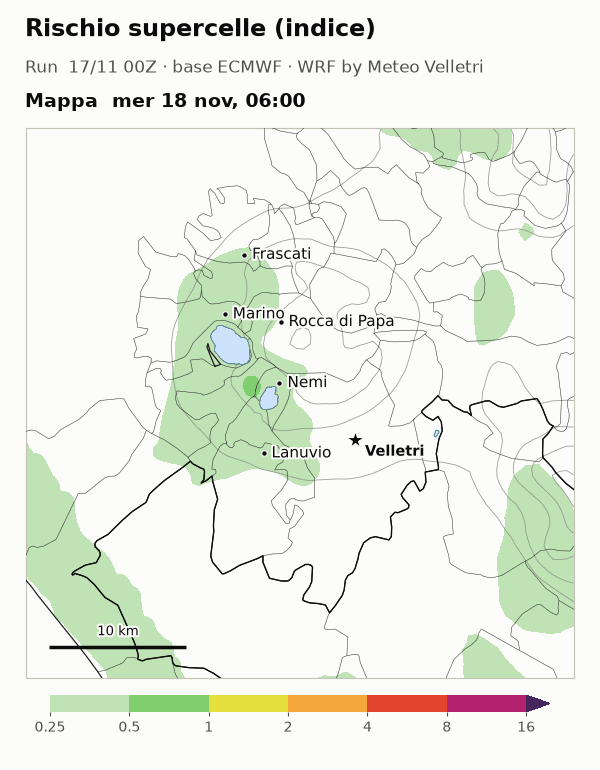 Rischio supercelle (indice)
Run  17/11 00Z · base ECMWF · WRF by Meteo Velletri
Mappa  mer 18 nov, 06:00
Frascati
Marino
Rocca di Papa
Nemi
Velletri
Lanuvio
10 km
0.25 0.5 1 2 4 8 16